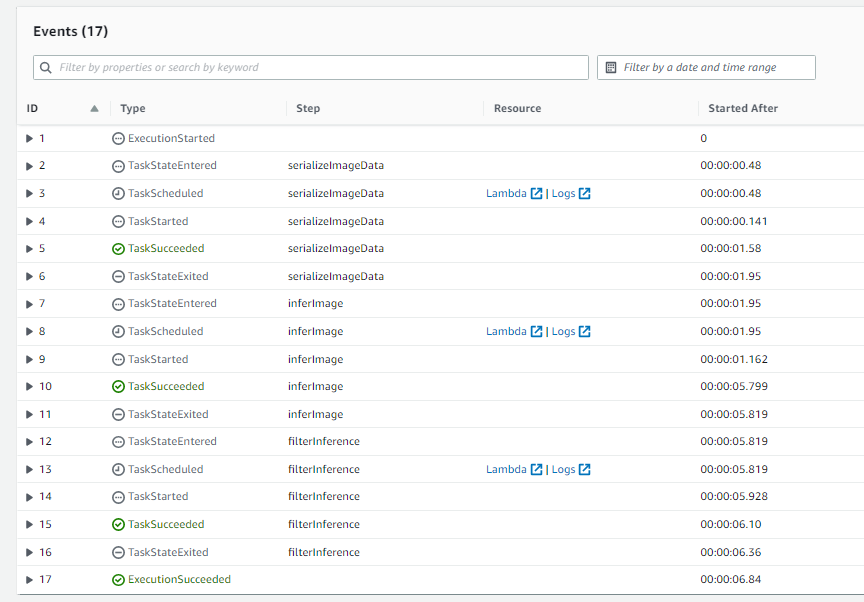 Events (17)
Filter by properties or search by keyword Filter by a date and time range
ID Type Step Resource Started After
1 ExecutionStarted 0
2 TaskStateEntered serializeImageData 00:00:00.48
3 TaskScheduled serializeImageData Lambda | Logs 00:00:00.48
4 TaskStarted serializeImageData 00:00:00.141
5 TaskSucceeded serializeImageData 00:00:01.58
6 TaskStateExited serializeImageData 00:00:01.95
7 TaskStateEntered inferImage 00:00:01.95
8 TaskScheduled inferImage Lambda | Logs 00:00:01.95
9 TaskStarted inferImage 00:00:01.162
10 TaskSucceeded inferImage 00:00:05.799
11 TaskStateExited inferImage 00:00:05.819
12 TaskStateEntered filterInference 00:00:05.819
13 TaskScheduled filterInference Lambda | Logs 00:00:05.819
14 TaskStarted filterInference 00:00:05.928
15 TaskSucceeded filterInference 00:00:06.10
16 TaskStateExited filterInference 00:00:06.36
17 ExecutionSucceeded 00:00:06.84